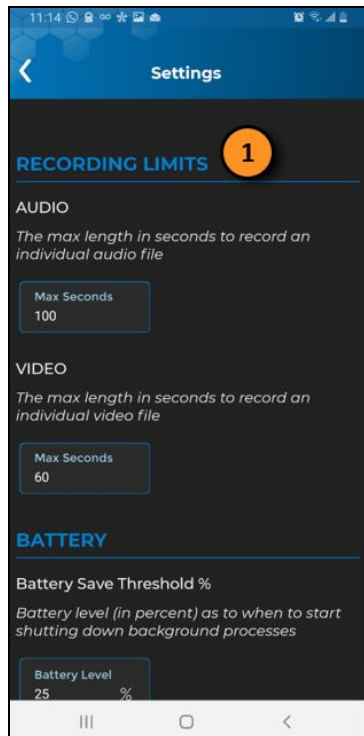 11:14
Settings
RECORDING LIMITS
1
AUDIO
The max length in seconds to record an
individual audio file
Max Seconds
100
VIDEO
The max length in seconds to record an
individual video file
Max Seconds
60
BATTERY
Battery Save Threshold %
Battery level (in percent) as to when to start
shutting down background processes
Battery Level
25 %